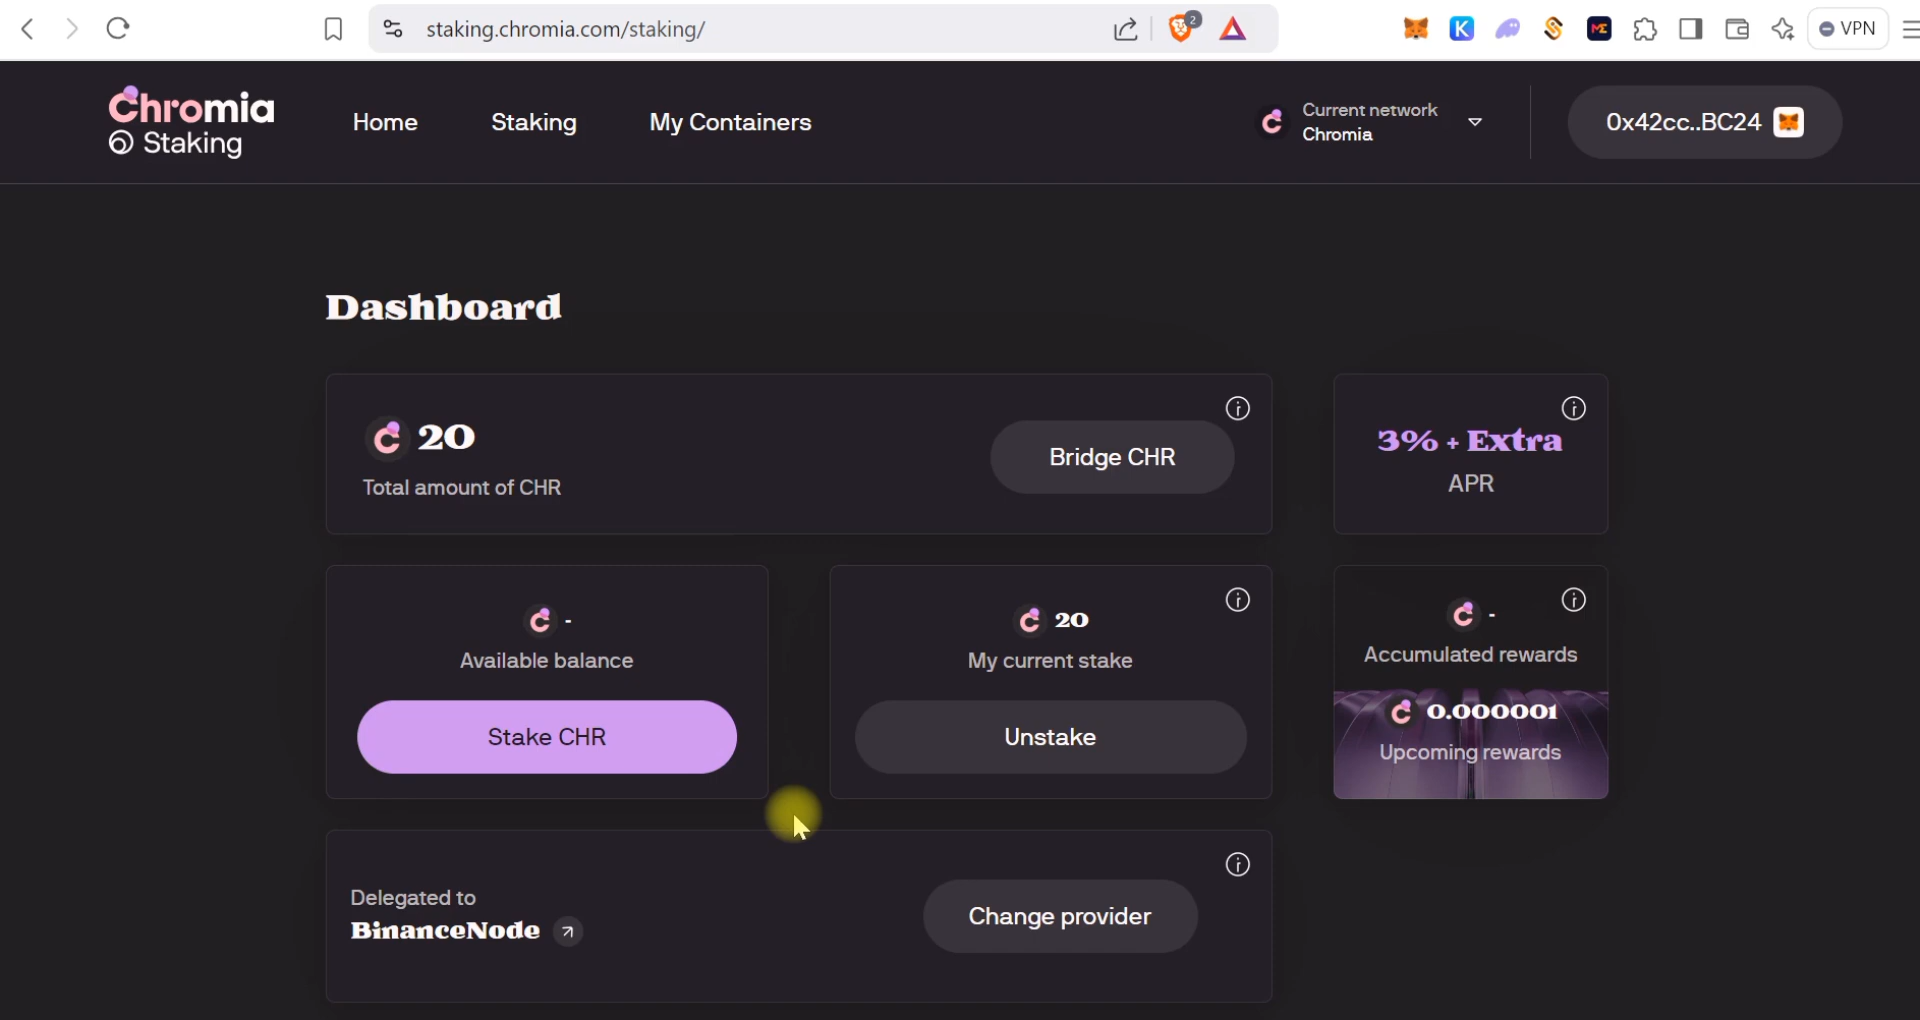 staking.chromia.com/staking/
2
K
ME
VPN
Chromia
Staking
Home
Staking
My Containers
Current network
Chromia
0x42cc..BC24
Dashboard
20
Total amount of CHR
Bridge CHR
3% + Extra
APR
-
Available balance
Stake CHR
20
My current stake
Unstake
-
Accumulated rewards
0.000001
Upcoming rewards
Delegated to
BinanceNode
Change provider